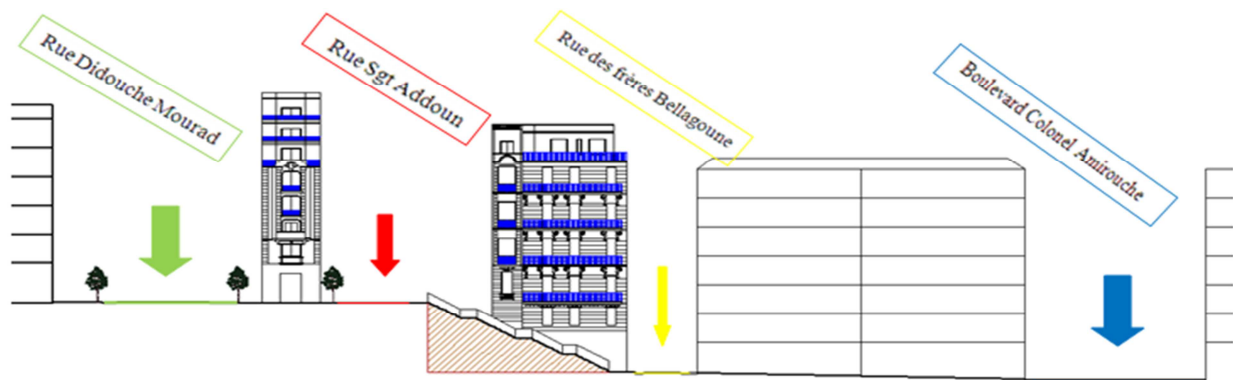 Rue Didouche Mourad
Rue Sgt Addoun
Rue des frères Bellagoune
Boulevard Colonel Amirouche